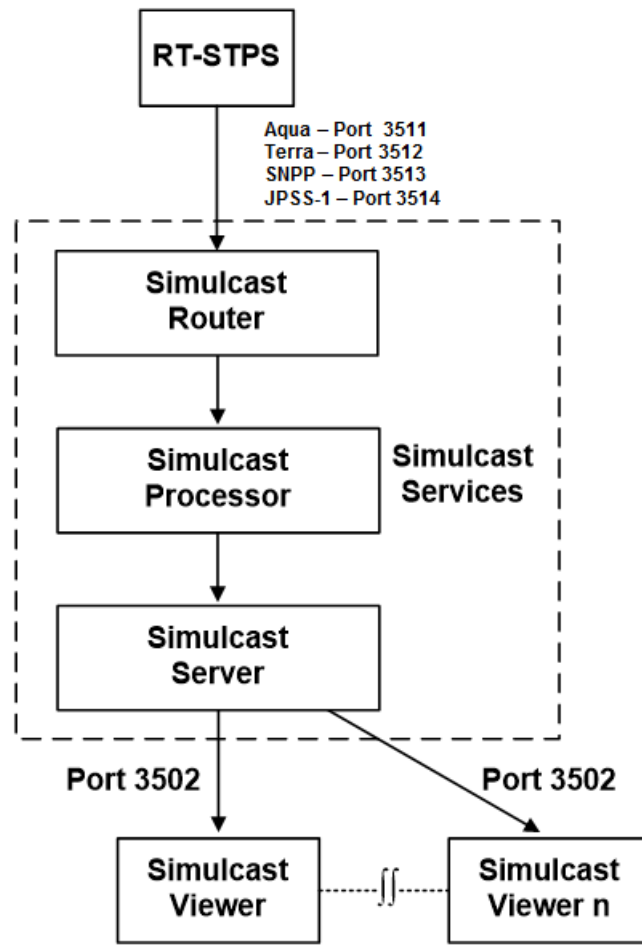 RT-STPS
Aqua – Port 3511
Terra – Port 3512
SNPP – Port 3513
JPSS-1 – Port 3514
Simulcast
Router
Simulcast
Processor
Simulcast
Services
Simulcast
Server
Port 3502
Port 3502
Simulcast
Viewer
Simulcast
Viewer n